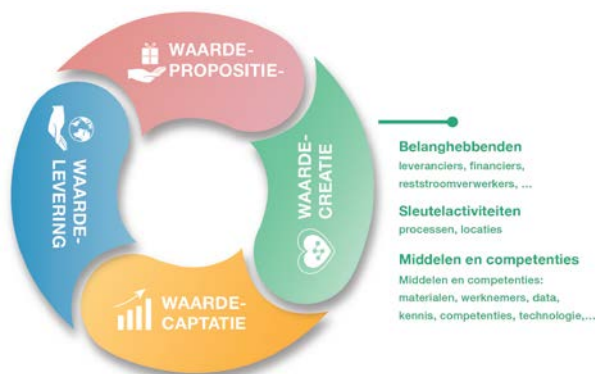 WAARDE-
PROPOSITIE-
WAARDE-
CREATIE
WAARDE-
CAPTATIE
WAARDE-
LEVERING
Belanghebbenden
leveranciers, financiers,
reststroomverwerkers, ...
Sleutelactiviteiten
processen, locaties
Middelen en competenties
Middelen en competenties:
materialen, werknemers, data,
kennis, competenties, technologie,...